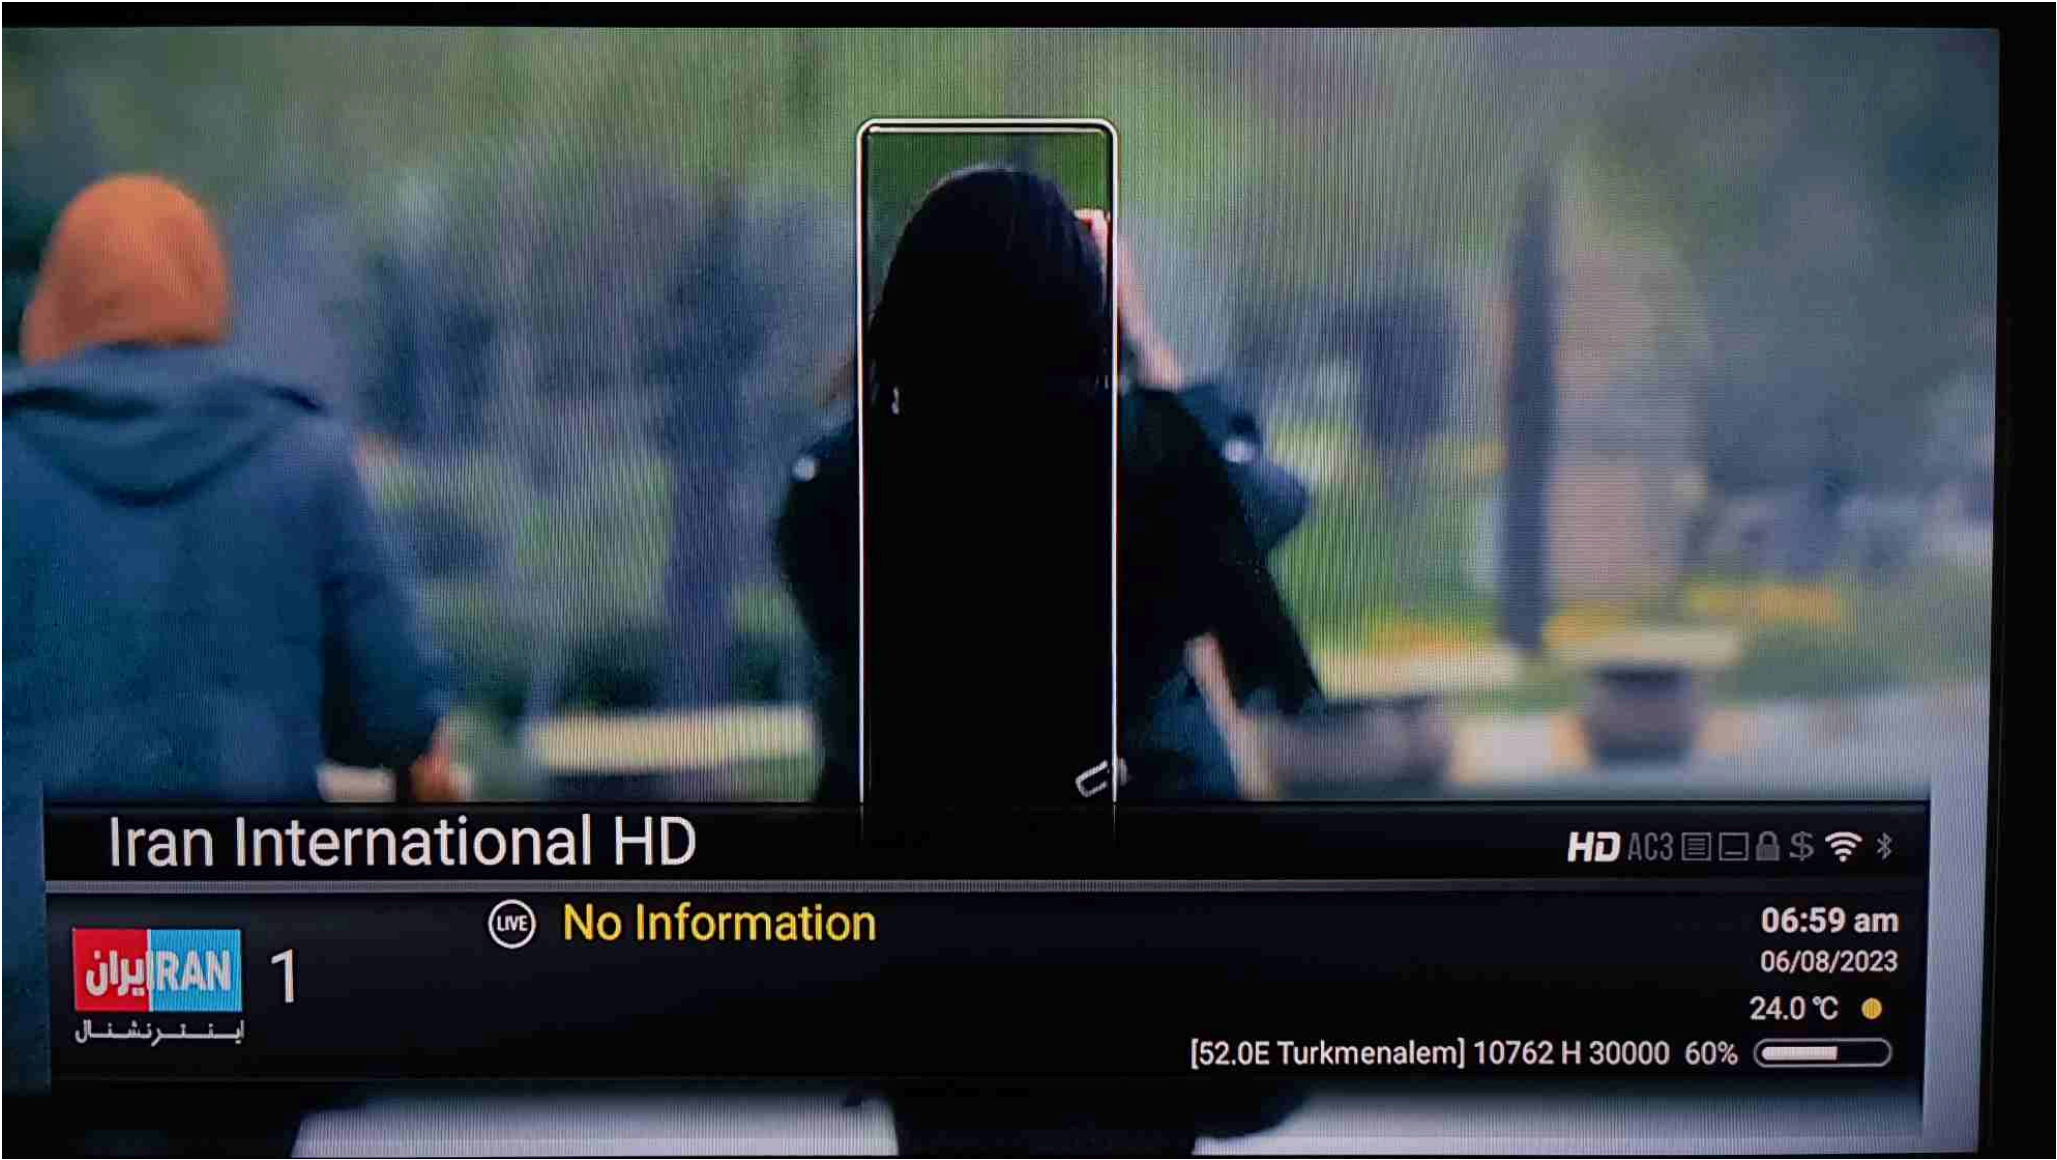 Iran International HD
HD AC3 $
LIVE No Information
06:59 am
ایران IRAN
1
06/08/2023
اینترنشنال
24.0 °C
[52.0E Turkmenalem] 10762 H 30000 60%